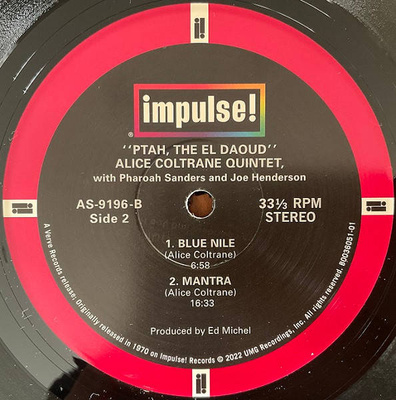 i!
impulse!
®
"PTAH, THE EL DAOUD"
ALICE COLTRANE QUINTET,
with Pharoah Sanders and Joe Henderson
AS-9196-B
Side 2
33⅓ RPM
STEREO
i!
i!
1. BLUE NILE
(Alice Coltrane)
6:58
2. MANTRA
(Alice Coltrane)
16:33
Produced by Ed Michel
A Verve Records release. Originally released in 1970 on Impulse! Records ℗© 2022 UMG Recordings, Inc. All rights reserved. B0036051-01
i!